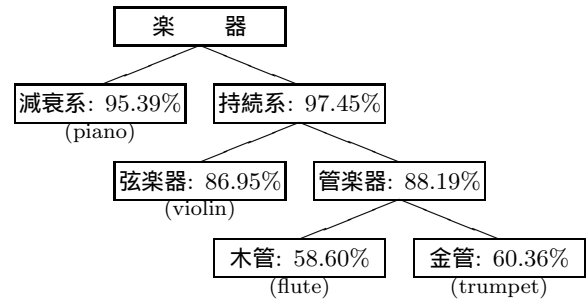 楽 器
減衰系: 95.39% 持続系: 97.45%
(piano)
弦楽器: 86.95% 管楽器: 88.19%
(violin)
木管: 58.60% 金管: 60.36%
(flute) (trumpet)